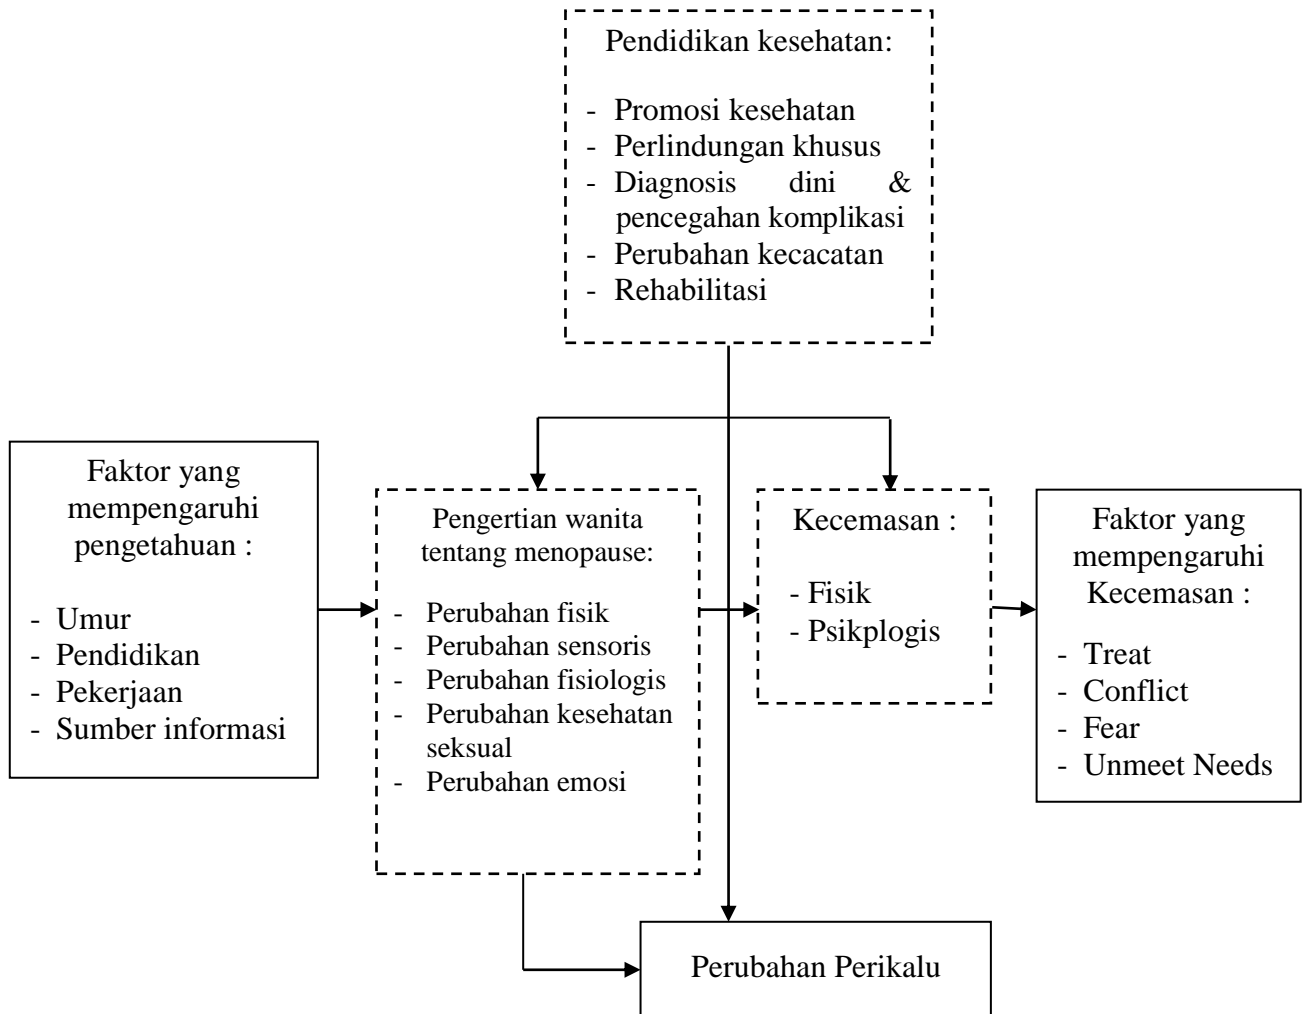 Pendidikan kesehatan:
- Promosi kesehatan
- Perlindungan khusus
- Diagnosis dini &
pencegahan komplikasi
- Perubahan kecacatan
- Rehabilitasi
Faktor yang
mempengaruhi
pengetahuan :
- Umur
- Pendidikan
- Pekerjaan
- Sumber informasi
Pengertian wanita
tentang menopause:
- Perubahan fisik
- Perubahan sensoris
- Perubahan fisiologis
- Perubahan kesehatan
seksual
- Perubahan emosi
Kecemasan :
- Fisik
- Psikplogis
Faktor yang
mempengaruhi
Kecemasan :
- Treat
- Conflict
- Fear
- Unmeet Needs
Perubahan Perikalu